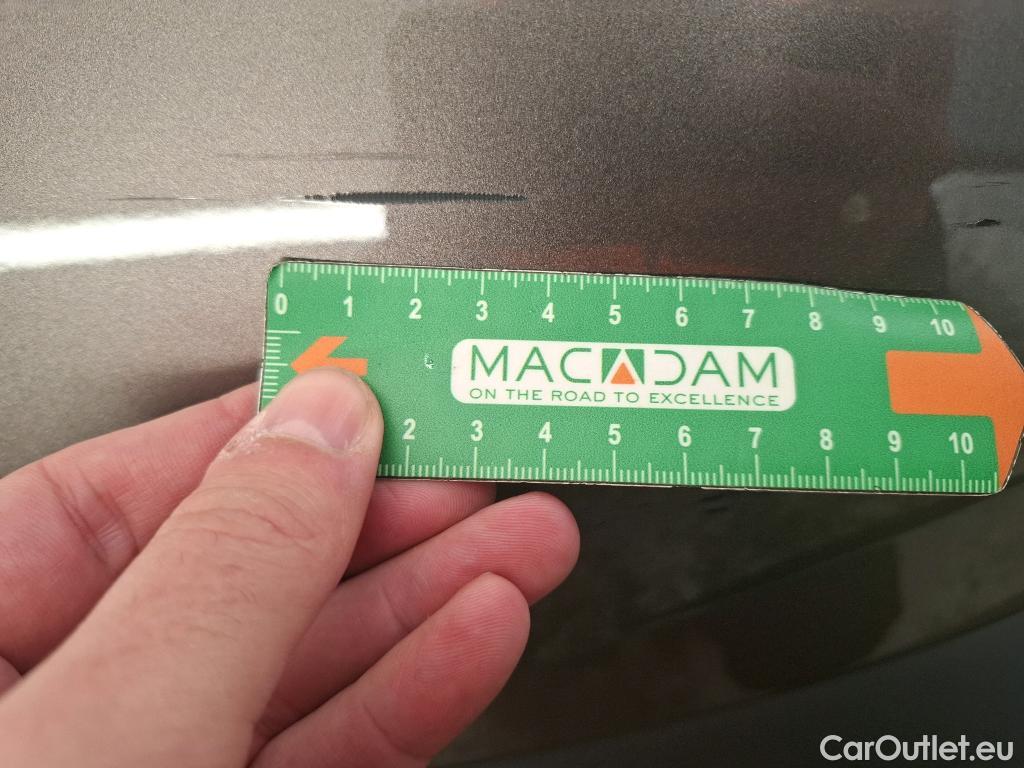 0 1 2 3 4 5 6 7 8 9 10
MACADAM
ON THE ROAD TO EXCELLENCE
2 3 4 5 6 7 8 9 10
CarOutlet.eu